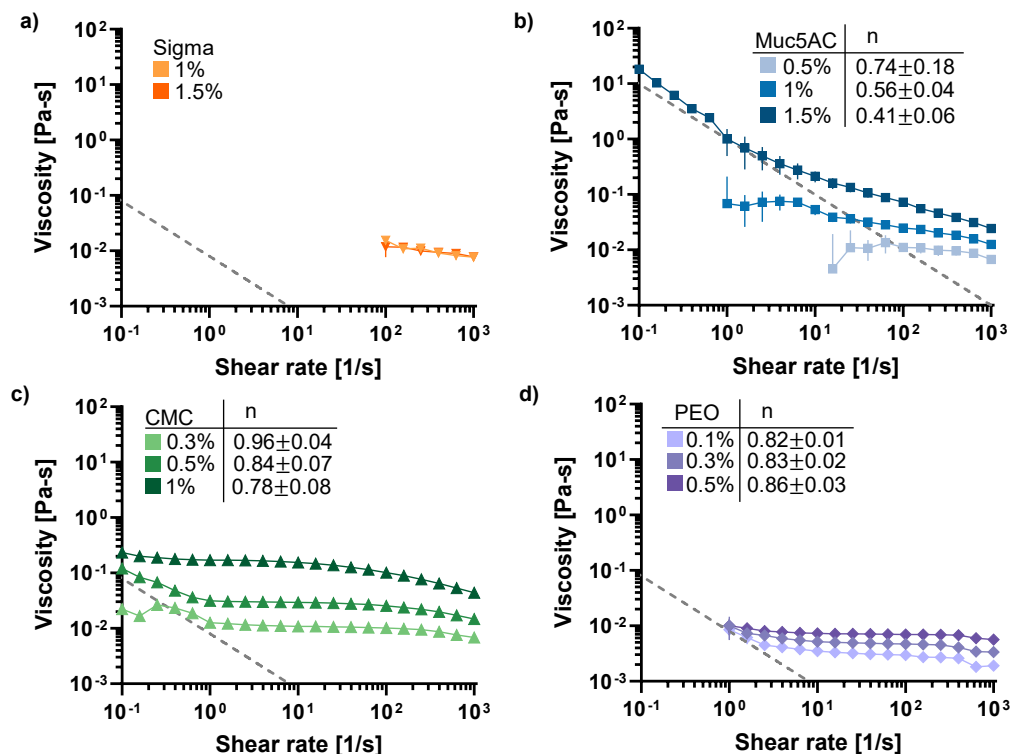 a)
Sigma
1%
1.5%
10² 10¹ 10⁰ 10⁻¹ 10⁻² 10⁻³
Viscosity [Pa-s]
10⁻¹ 10⁰ 10¹ 10² 10³
Shear rate [1/s]
b)
Muc5AC n
0.5% 0.74±0.18
1% 0.56±0.04
1.5% 0.41±0.06
10² 10¹ 10⁰ 10⁻¹ 10⁻² 10⁻³
Viscosity [Pa-s]
10⁻¹ 10⁰ 10¹ 10² 10³
Shear rate [1/s]
c)
CMC n
0.3% 0.96±0.04
0.5% 0.84±0.07
1% 0.78±0.08
10² 10¹ 10⁰ 10⁻¹ 10⁻² 10⁻³
Viscosity [Pa-s]
10⁻¹ 10⁰ 10¹ 10² 10³
Shear rate [1/s]
d)
PEO n
0.1% 0.82±0.01
0.3% 0.83±0.02
0.5% 0.86±0.03
10² 10¹ 10⁰ 10⁻¹ 10⁻² 10⁻³
Viscosity [Pa-s]
10⁻¹ 10⁰ 10¹ 10² 10³
Shear rate [1/s]